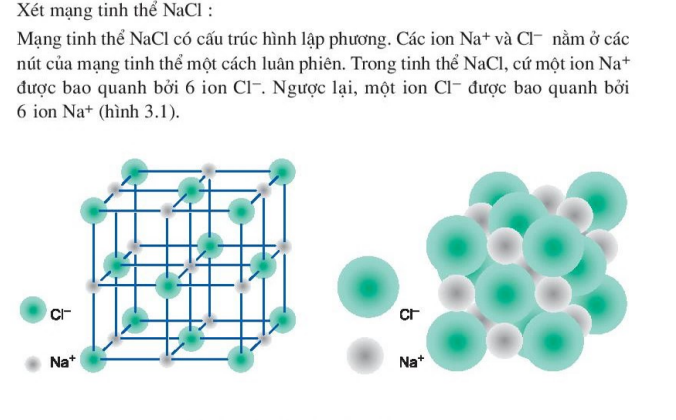 Xét mạng tinh thể NaCl :
Mạng tinh thể NaCl có cấu trúc hình lập phương. Các ion Na⁺ và Cl⁻ nằm ở các
nút của mạng tinh thể một cách luân phiên. Trong tinh thể NaCl, cứ một ion Na⁺
được bao quanh bởi 6 ion Cl⁻. Ngược lại, một ion Cl⁻ được bao quanh bởi
6 ion Na⁺ (hình 3.1).
Cl⁻
Na⁺
Cl⁻
Na⁺